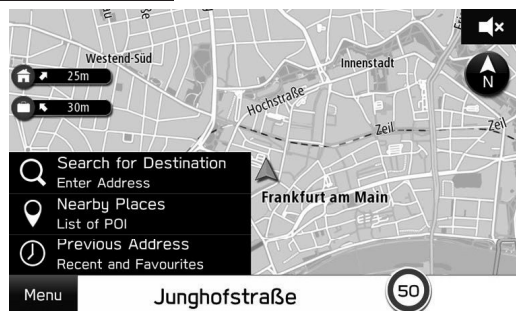 Westend-Süd
Innenstadt
25m
N
30m
Hochstraße
Zeil
Zeil
Search for Destination
Enter Address
Nearby Places
List of POI
Frankfurt am Main
Previous Address
Recent and Favourites
Menu
Junghofstraße
50